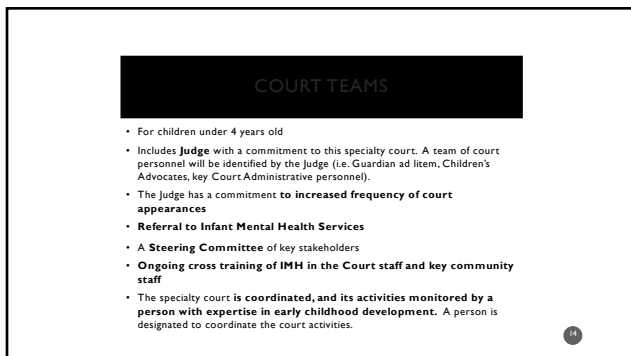 COURT TEAMS
• For children under 4 years old
• Includes Judge with a commitment to this specialty court. A team of court
personnel will be identified by the Judge (i.e. Guardian ad litem, Children's
Advocates, key Court Administrative personnel).
• The Judge has a commitment to increased frequency of court
appearances
• Referral to Infant Mental Health Services
• A Steering Committee of key stakeholders
• Ongoing cross training of IMH in the Court staff and key community
staff
• The specialty court is coordinated, and its activities monitored by a
person with expertise in early childhood development. A person is
designated to coordinate the court activities.
14